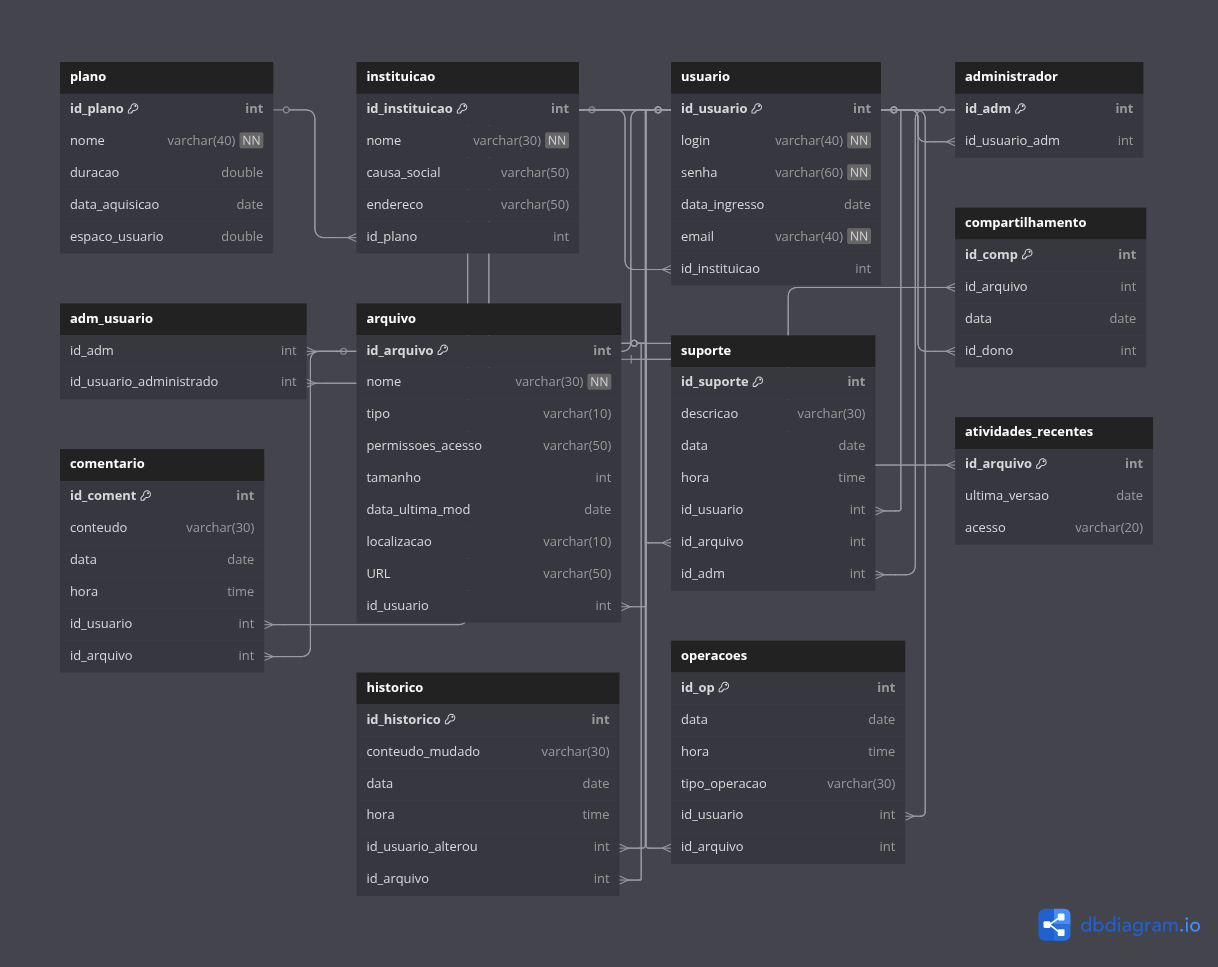 plano
id_plano int
nome varchar(40) NN
duracao double
data_aquisicao date
espaco_usuario double
instituicao
id_instituicao int
nome varchar(30) NN
causa_social varchar(50)
endereco varchar(50)
id_plano int
usuario
id_usuario int
login varchar(40) NN
senha varchar(60) NN
data_ingresso date
email varchar(40) NN
id_instituicao int
administrador
id_adm int
id_usuario_adm int
compartilhamento
id_comp int
id_arquivo int
data date
id_dono int
adm_usuario
id_adm int
id_usuario_administrado int
arquivo
id_arquivo int
nome varchar(30) NN
tipo varchar(10)
permissoes_acesso varchar(50)
tamanho int
data_ultima_mod date
localizacao varchar(10)
URL varchar(50)
id_usuario int
suporte
id_suporte int
descricao varchar(30)
data date
hora time
id_usuario int
id_arquivo int
id_adm int
atividades_recentes
id_arquivo int
ultima_versao date
acesso varchar(20)
comentario
id_coment int
conteudo varchar(30)
data date
hora time
id_usuario int
id_arquivo int
historico
id_historico int
conteudo_mudado varchar(30)
data date
hora time
id_usuario_alterou int
id_arquivo int
operacoes
id_op int
data date
hora time
tipo_operacao varchar(30)
id_usuario int
id_arquivo int
dbdiagram.io